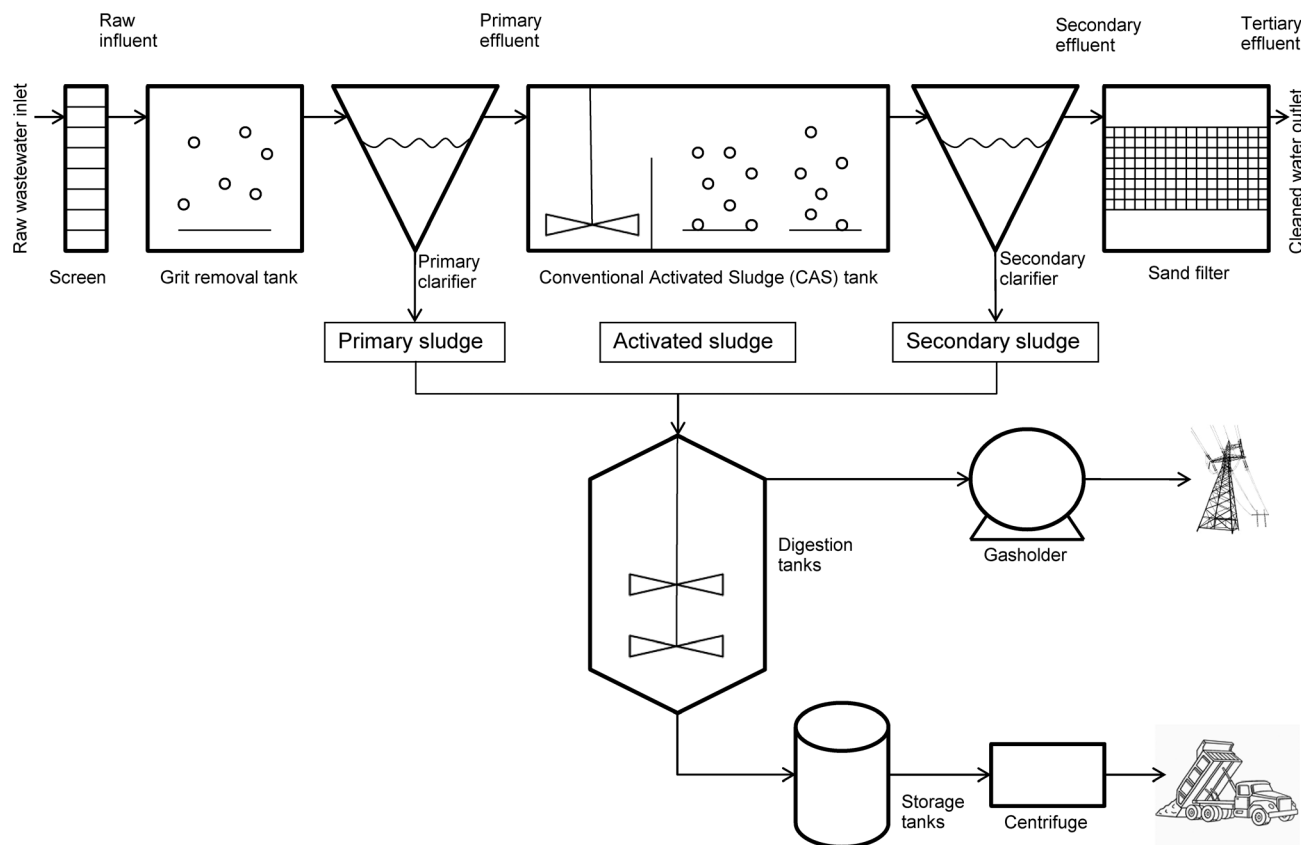 Raw
influent
Primary
effluent
Secondary
effluent
Tertiary
effluent
Raw wastewater inlet
Cleaned water outlet
Screen
Grit removal tank
Primary
clarifier
Conventional Activated Sludge (CAS) tank
Secondary
clarifier
Sand filter
Primary sludge
Activated sludge
Secondary sludge
Digestion
tanks
Gasholder
Storage
tanks
Centrifuge